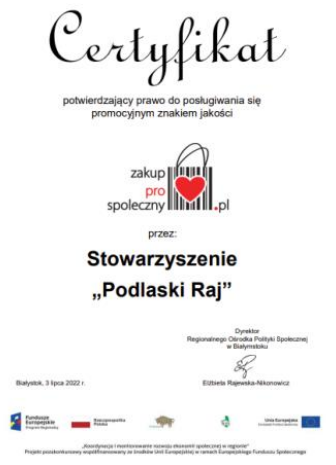 Certyfikat
potwierdzający prawo do posługiwania się
promocyjnym znakiem jakości
zakup
pro
społeczny .pl
przez:
Stowarzyszenie
„Podlaski Raj”
Dyrektor
Regionalnego Ośrodka Polityki Społecznej
w Białymstoku
Białystok, 3 lipca 2022 r.
Elżbieta Rajewska-Nikonowicz
Fundusze
Europejskie
Program Regionalny
Rzeczpospolita
Polska
Unia Europejska
„Koordynacja i monitorowanie rozwoju ekonomii społecznej w regionie”
Projekt pozakonkursowy współfinansowany ze środków Unii Europejskiej w ramach Europejskiego Funduszu Społecznego